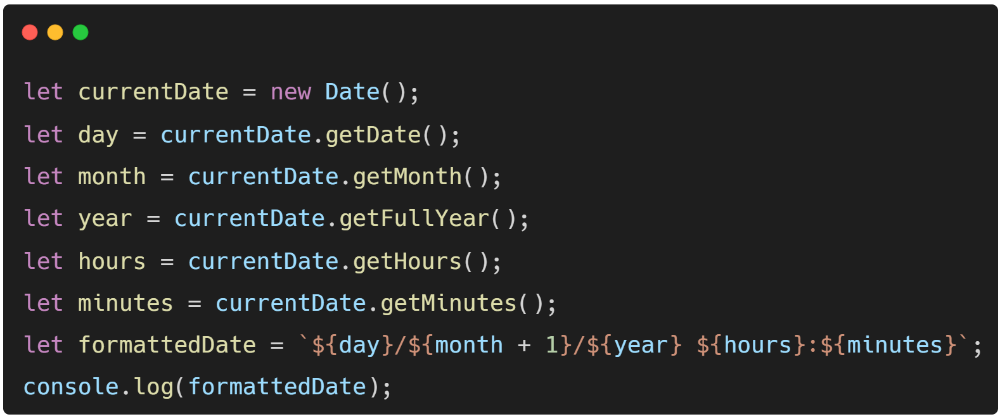 let currentDate = new Date();
let day = currentDate.getDate();
let month = currentDate.getMonth();
let year = currentDate.getFullYear();
let hours = currentDate.getHours();
let minutes = currentDate.getMinutes();
let formattedDate = `${day}/${month + 1}/${year} ${hours}:${minutes}`;
console.log(formattedDate);